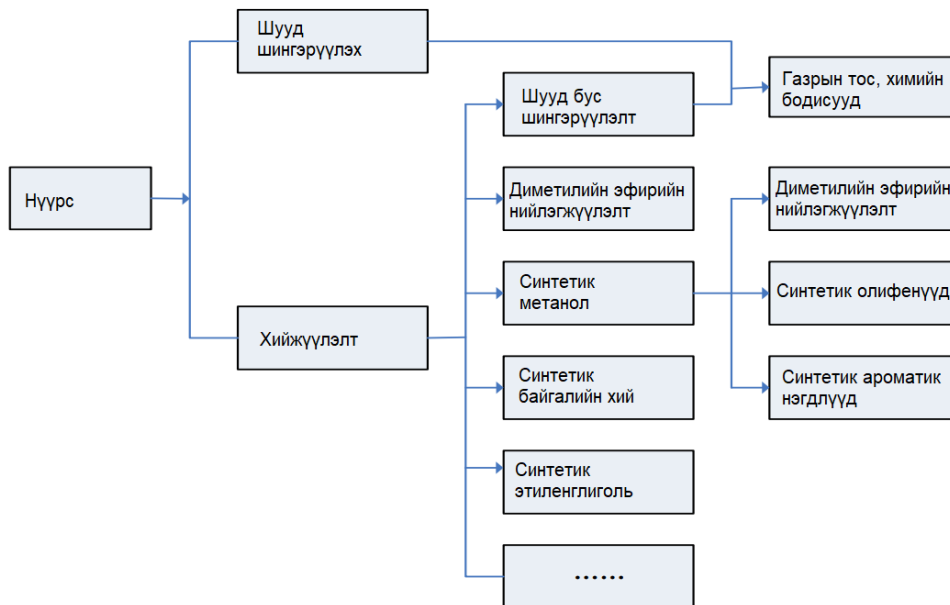 Шууд
шингэрүүлэх
Газрын тос, химийн
бодисууд
Шууд бус
шингэрүүлэлт
Нүүрс
Диметилийн эфирийн
нийлэгжүүлэлт
Диметилийн эфирийн
нийлэгжүүлэлт
Синтетик
метанол
Синтетик олифенүүд
Хийжүүлэлт
Синтетик
байгалийн хий
Синтетик ароматик
нэгдлүүд
Синтетик
этиленглиголь
......